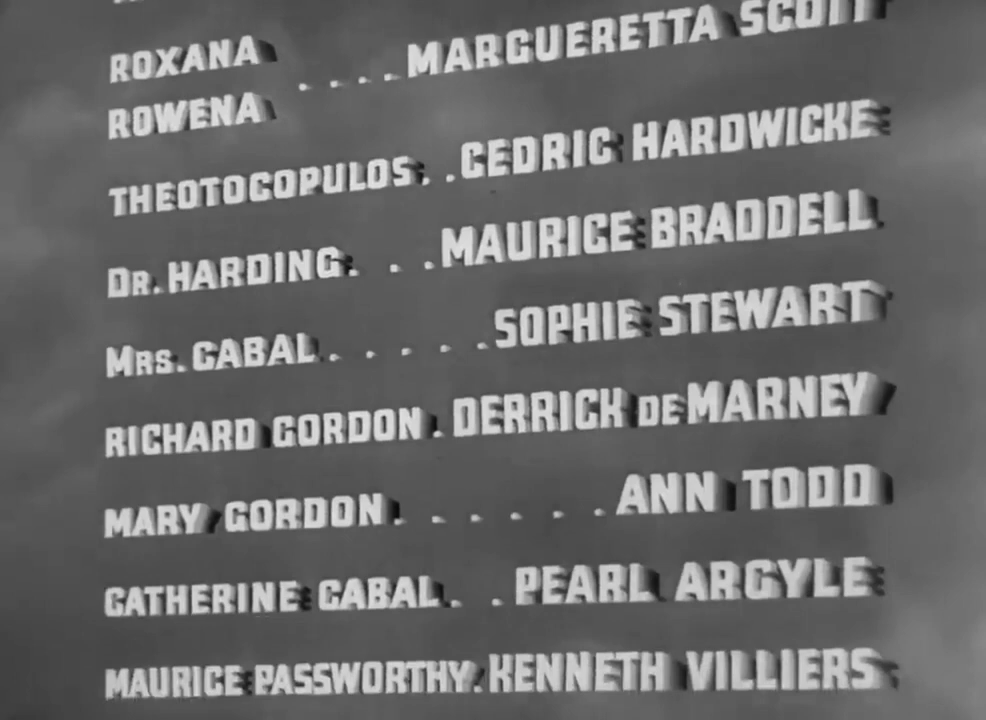 ROXANA
. . . . MARGUERETTA SCOTT
ROWENA
THEOTOCOPULOS. . CEDRIC HARDWICKE
DR. HARDING. . . MAURICE BRADDELL
MRS. CABAL . . . . . SOPHIE STEWART
RICHARD GORDON . DERRICK DE MARNEY
MARY GORDON. . . . . . ANN TODD
CATHERINE CABAL. . PEARL ARGYLE
MAURICE PASSWORTHY. KENNETH VILLIERS